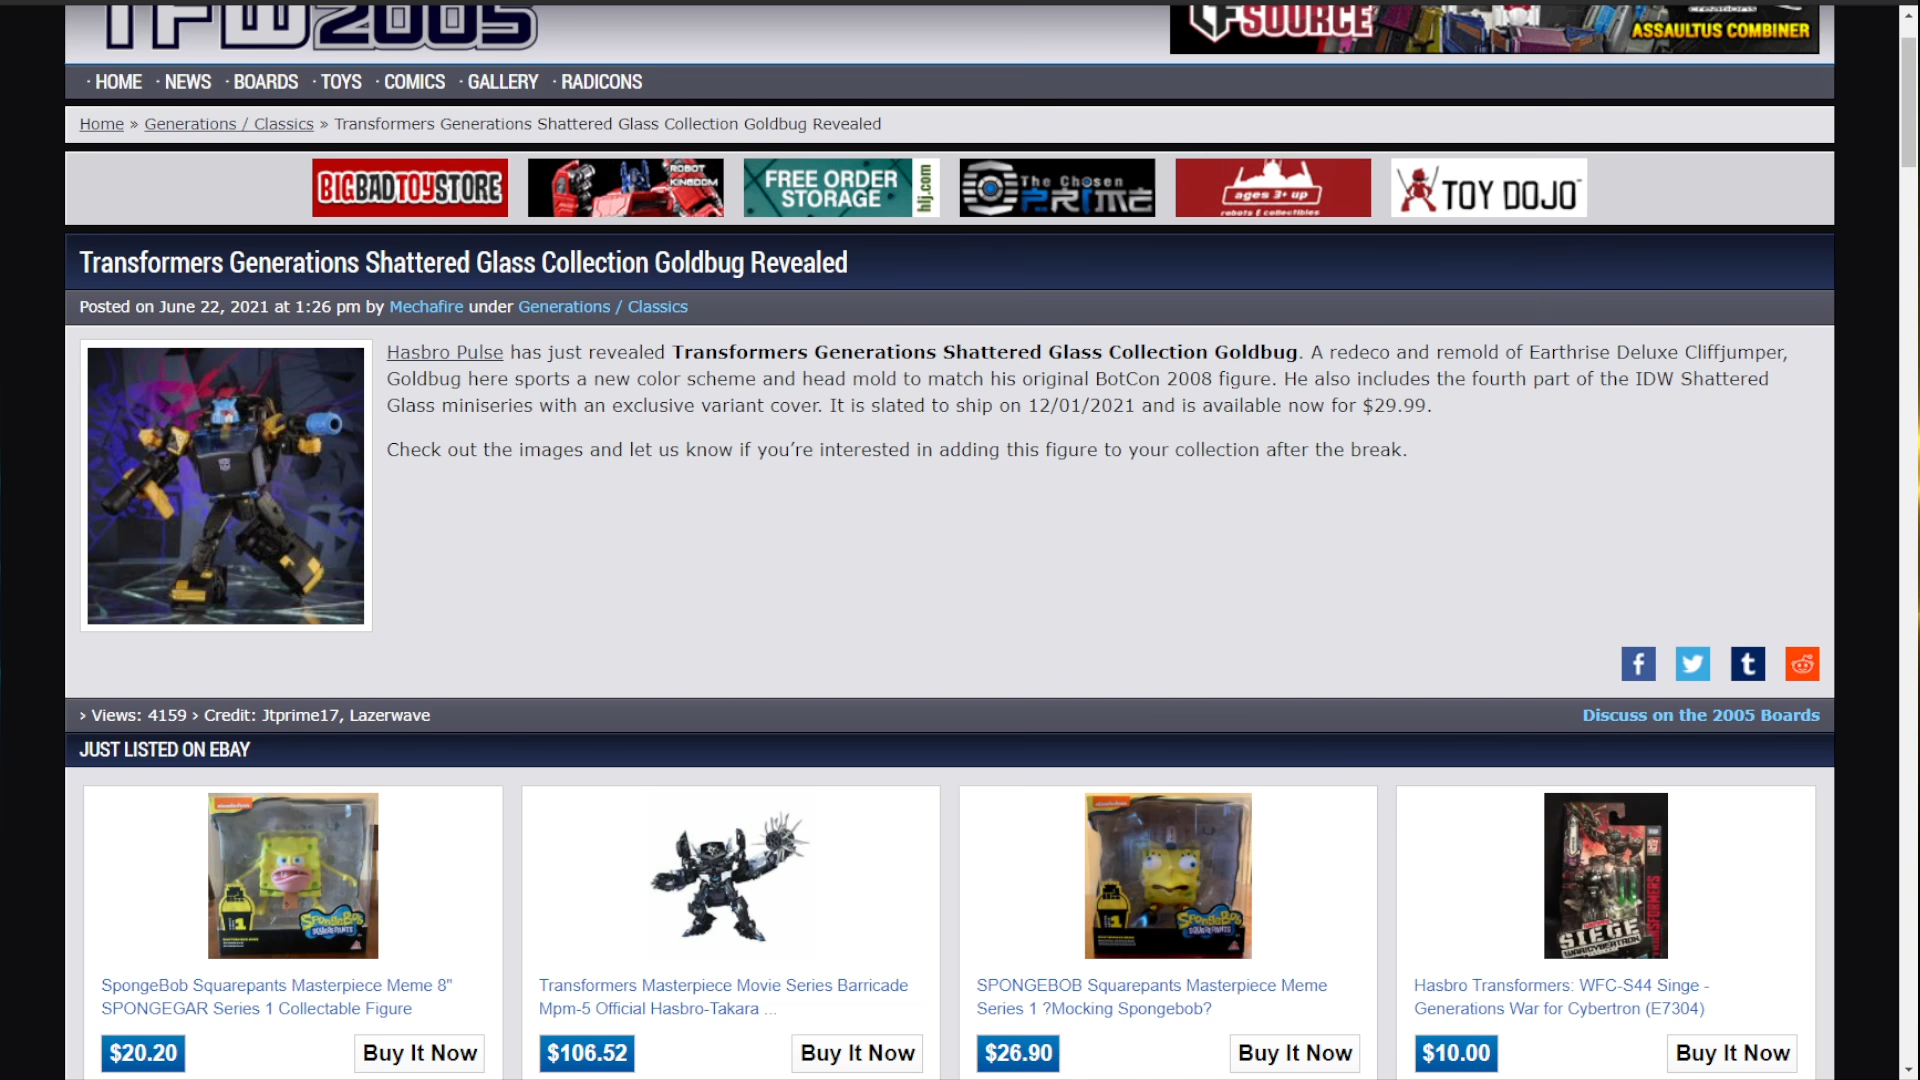 TFW2005
SOURCE
ASSAULTUS COMBINER
· HOME · NEWS · BOARDS · TOYS · COMICS · GALLERY · RADICONS
Home » Generations / Classics » Transformers Generations Shattered Glass Collection Goldbug Revealed
BIGBADTOYSTORE
ROBOT
KINGDOM
FREE ORDER
STORAGE
hlj.com
The Chosen
PRIME
ages 3+ up
robots & collectibles
TOY DOJO
Transformers Generations Shattered Glass Collection Goldbug Revealed
Posted on June 22, 2021 at 1:26 pm by Mechafire under Generations / Classics
Hasbro Pulse has just revealed Transformers Generations Shattered Glass Collection Goldbug. A redeco and remold of Earthrise Deluxe Cliffjumper,
Goldbug here sports a new color scheme and head mold to match his original BotCon 2008 figure. He also includes the fourth part of the IDW Shattered
Glass miniseries with an exclusive variant cover. It is slated to ship on 12/01/2021 and is available now for $29.99.
Check out the images and let us know if you’re interested in adding this figure to your collection after the break.
› Views: 4159 › Credit: Jtprime17, Lazerwave
Discuss on the 2005 Boards
JUST LISTED ON EBAY
SpongeBob
SQUAREPANTS
SpongeBob
SQUAREPANTS
SIEGE
WAR FOR CYBERTRON
TRANSFORMERS
SpongeBob Squarepants Masterpiece Meme 8"
SPONGEGAR Series 1 Collectable Figure
$20.20
Buy It Now
Transformers Masterpiece Movie Series Barricade
Mpm-5 Official Hasbro-Takara ...
$106.52
Buy It Now
SPONGEBOB Squarepants Masterpiece Meme
Series 1 ?Mocking Spongebob?
$26.90
Buy It Now
Hasbro Transformers: WFC-S44 Singe -
Generations War for Cybertron (E7304)
$10.00
Buy It Now